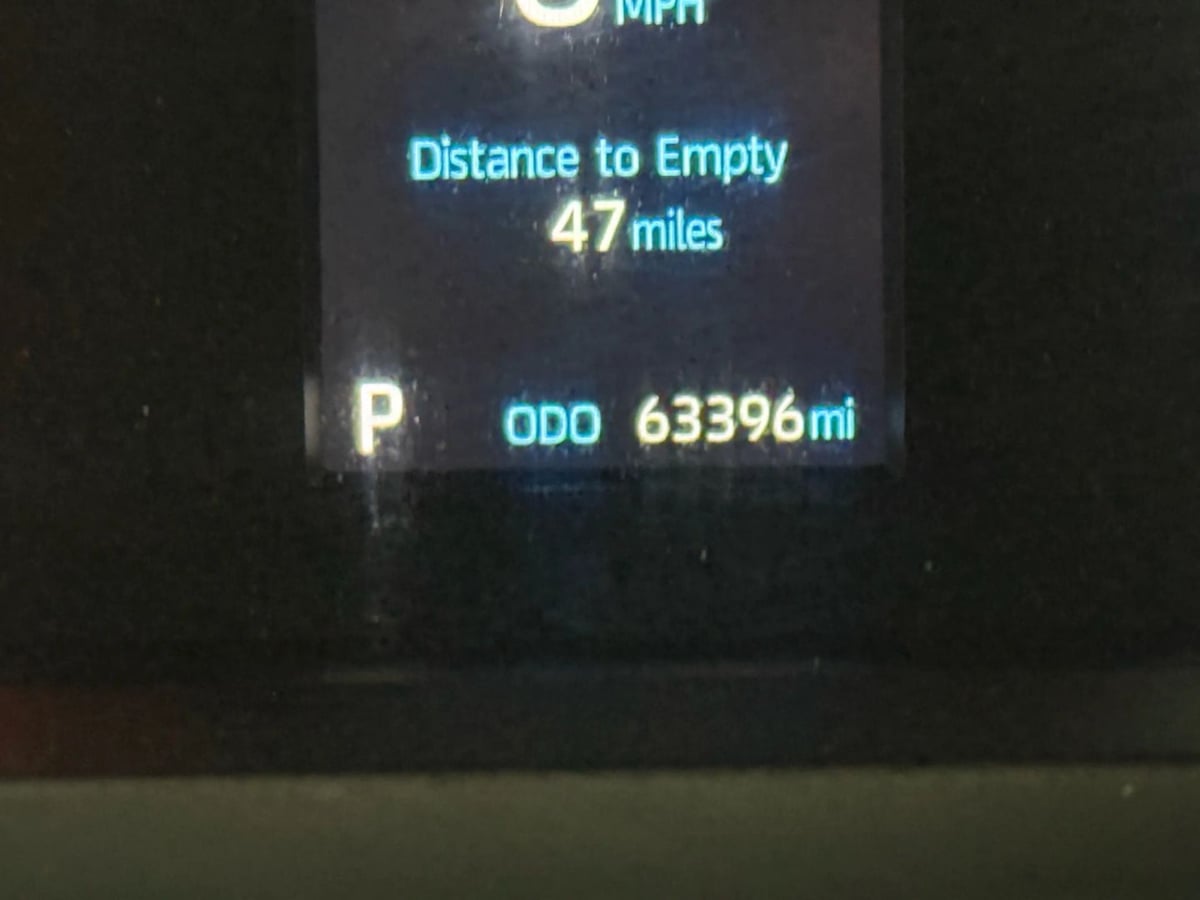 MPH
Distance to Empty
47 miles
P ODO 63396 mi